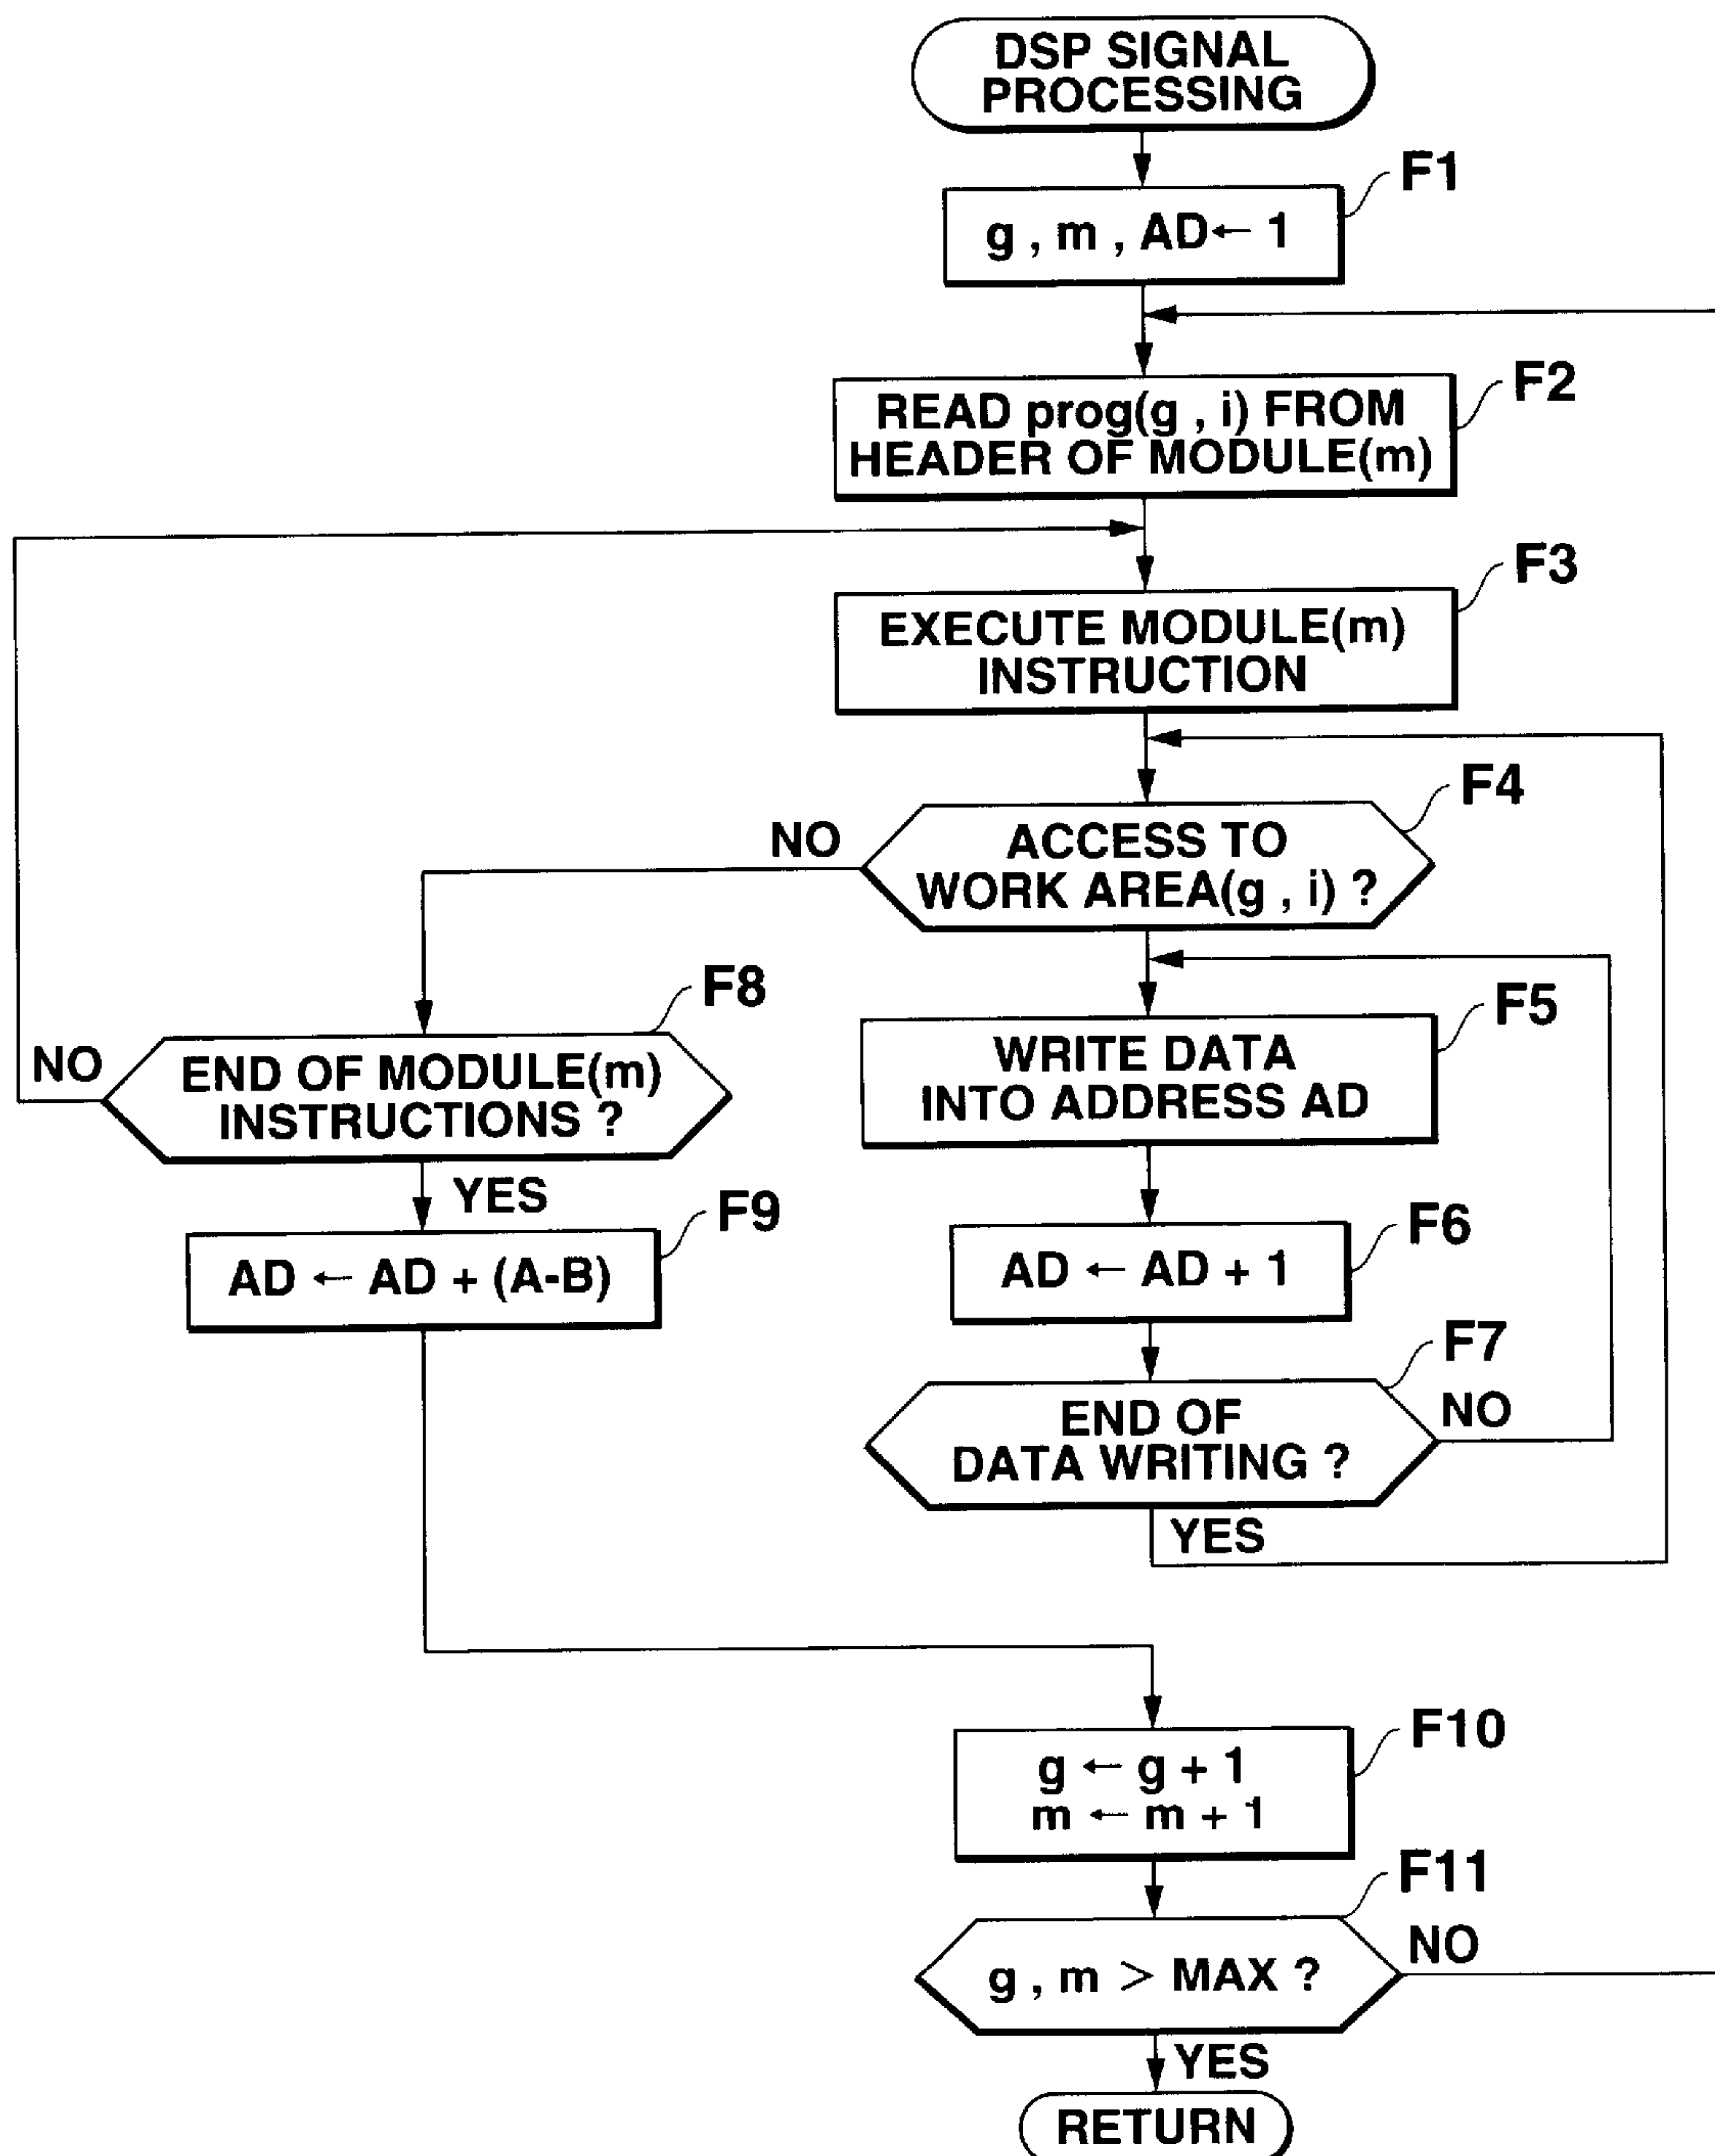 DSP SIGNAL
PROCESSING
F1
g , m , AD← 1
F2
READ prog(g , i) FROM
HEADER OF MODULE(m)
F3
EXECUTE MODULE(m)
INSTRUCTION
F4
NO
ACCESS TO
WORK AREA(g , i) ?
F8
NO
END OF MODULE(m)
INSTRUCTIONS ?
YES
F5
WRITE DATA
INTO ADDRESS AD
F9
AD ← AD + (A-B)
F6
AD ← AD + 1
F7
END OF
DATA WRITING ?
NO
YES
F10
g ← g + 1
m ← m + 1
F11
g , m > MAX ?
NO
YES
RETURN